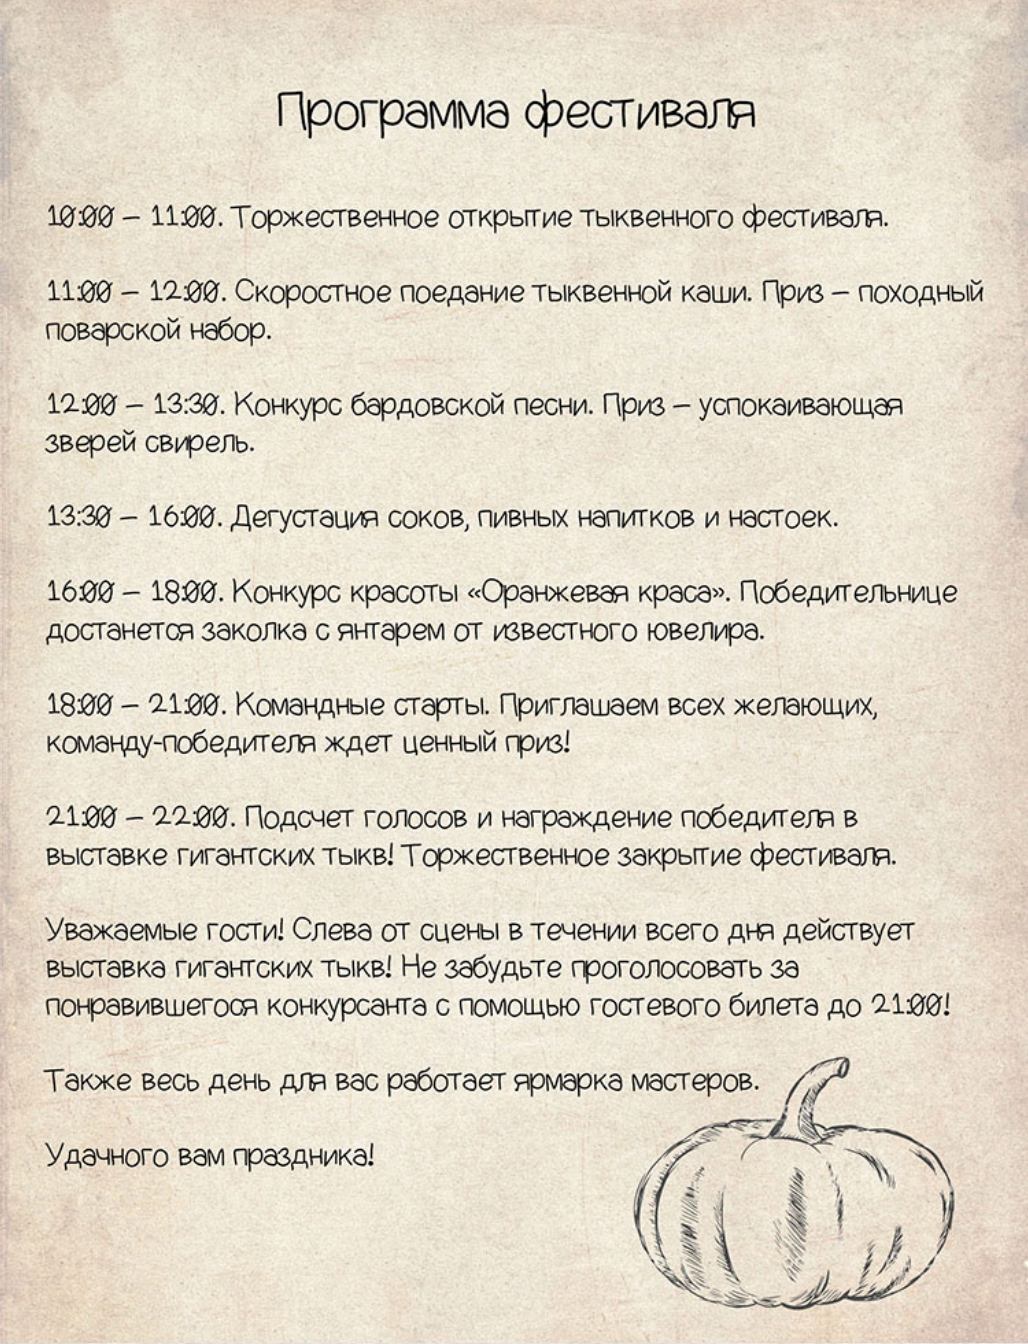 Программа фестиваля
10:00 – 11:00. Торжественное открытие тыквенного фестиваля.
11:00 – 12:00. Скоростное поедание тыквенной каши. Приз – походный
поварской набор.
12:00 – 13:30. Конкурс бардовской песни. Приз – успокаивающая
зверей свирель.
13:30 – 16:00. Дегустация соков, пивных напитков и настоек.
16:00 – 18:00. Конкурс красоты «Оранжевая краса». Победительнице
достанется заколка с янтарем от известного ювелира.
18:00 – 21:00. Командные старты. Приглашаем всех желающих,
команду-победителя ждет ценный приз!
21:00 – 22:00. Подсчет голосов и награждение победителя в
выставке гигантских тыкв! Торжественное закрытие фестиваля.
Уважаемые гости! Слева от сцены в течении всего дня действует
выставка гигантских тыкв! Не забудьте проголосовать за
понравившегося конкурсанта с помощью гостевого билета до 21:00!
Также весь день для вас работает ярмарка мастеров.
Удачного вам праздника!